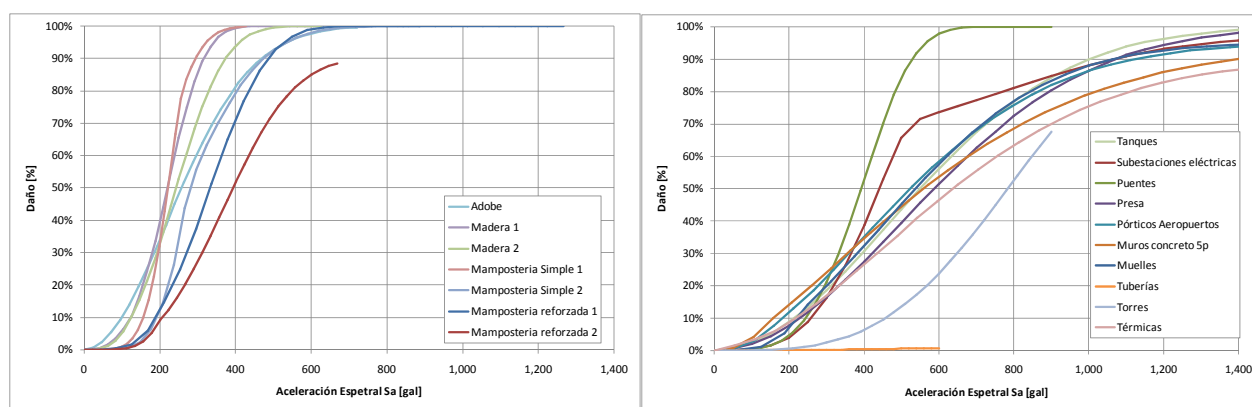 100%
90%
80%
70%
60%
50%
40%
30%
20%
10%
0%
Daño [%]
0
200
400
600
800
1,000
1,200
1,400
Aceleración Espetral Sa [gal]
Adobe
Madera 1
Madera 2
Mamposteria Simple 1
Mamposteria Simple 2
Mamposteria reforzada 1
Mamposteria reforzada 2
100%
90%
80%
70%
60%
50%
40%
30%
20%
10%
0%
Daño [%]
0
200
400
600
800
1,000
1,200
1,400
Aceleración Espetral Sa [gal]
Tanques
Subestaciones eléctricas
Puentes
Presa
Pórticos Aeropuertos
Muros concreto 5p
Muelles
Tuberías
Torres
Térmicas